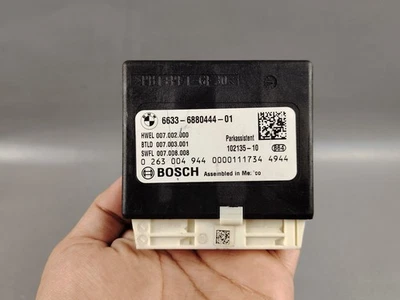 6633-6880444-01
HWEL 007.002.000
BTLD 007.003.001
SWFL 007.008.008
Parkassistent
102135-10
0 263 004 944 0000111734 4944
BOSCH Assembled in